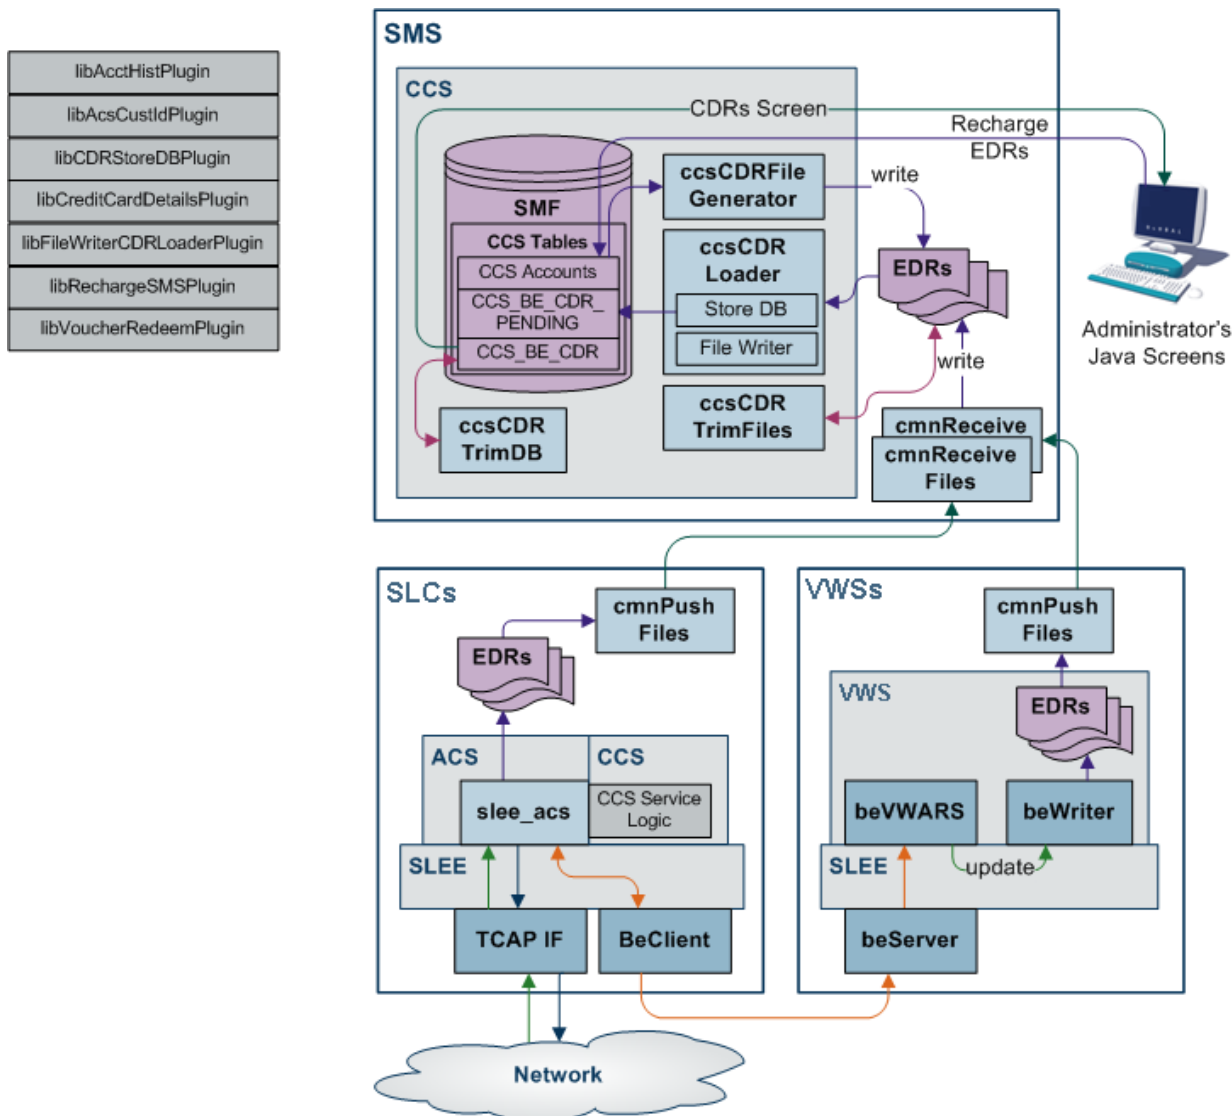 libAcctHistPlugin
libAcsCustIdPlugin
libCDRStoreDBPlugin
libCreditCardDetailsPlugin
libFileWriterCDRLoaderPlugin
libRechargeSMSPlugin
libVoucherRedeemPlugin
SMS
CCS
CDRs Screen
Recharge
EDRs
SMF
CCS Tables
CCS Accounts
CCS_BE_CDR_
PENDING
CCS_BE_CDR
ccsCDRFile
Generator
write
ccsCDR
Loader
Store DB
File Writer
EDRs
write
ccsCDR
TrimFiles
ccsCDR
TrimDB
cmnReceive
cmnReceive
Files
Administrator's
Java Screens
GLOBAL
SLCs
cmnPush
Files
EDRs
ACS
CCS
slee_acs
CCS Service
Logic
SLEE
TCAP IF
BeClient
VWSs
cmnPush
Files
VWS
EDRs
beVWARS
beWriter
SLEE
update
beServer
Network